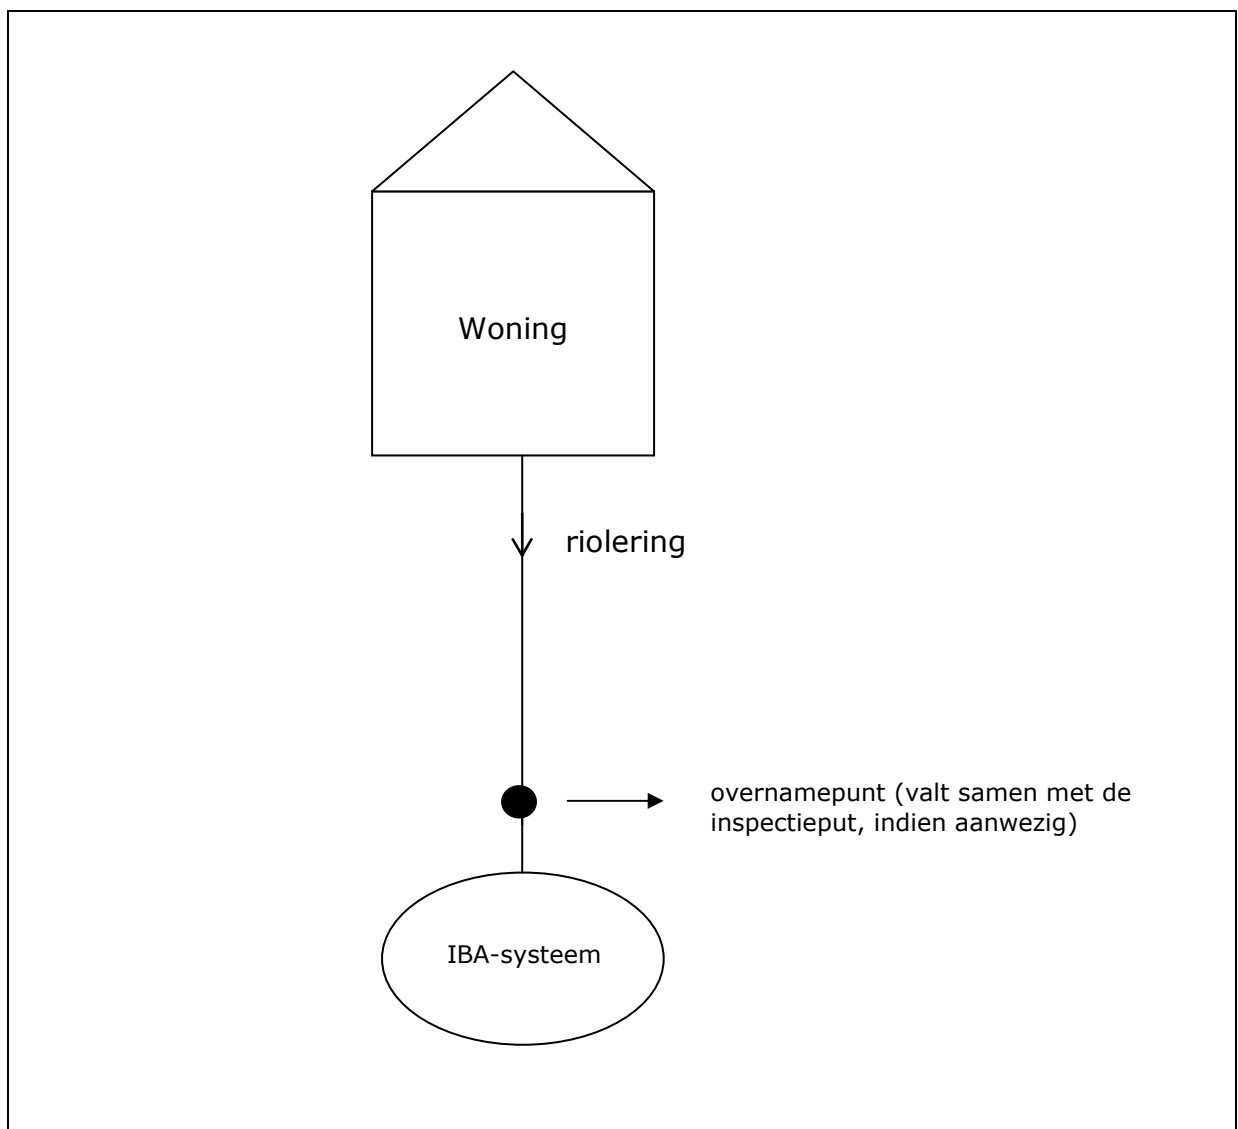 Woning
riolering
overnamepunt (valt samen met de
inspectieput, indien aanwezig)
IBA-systeem